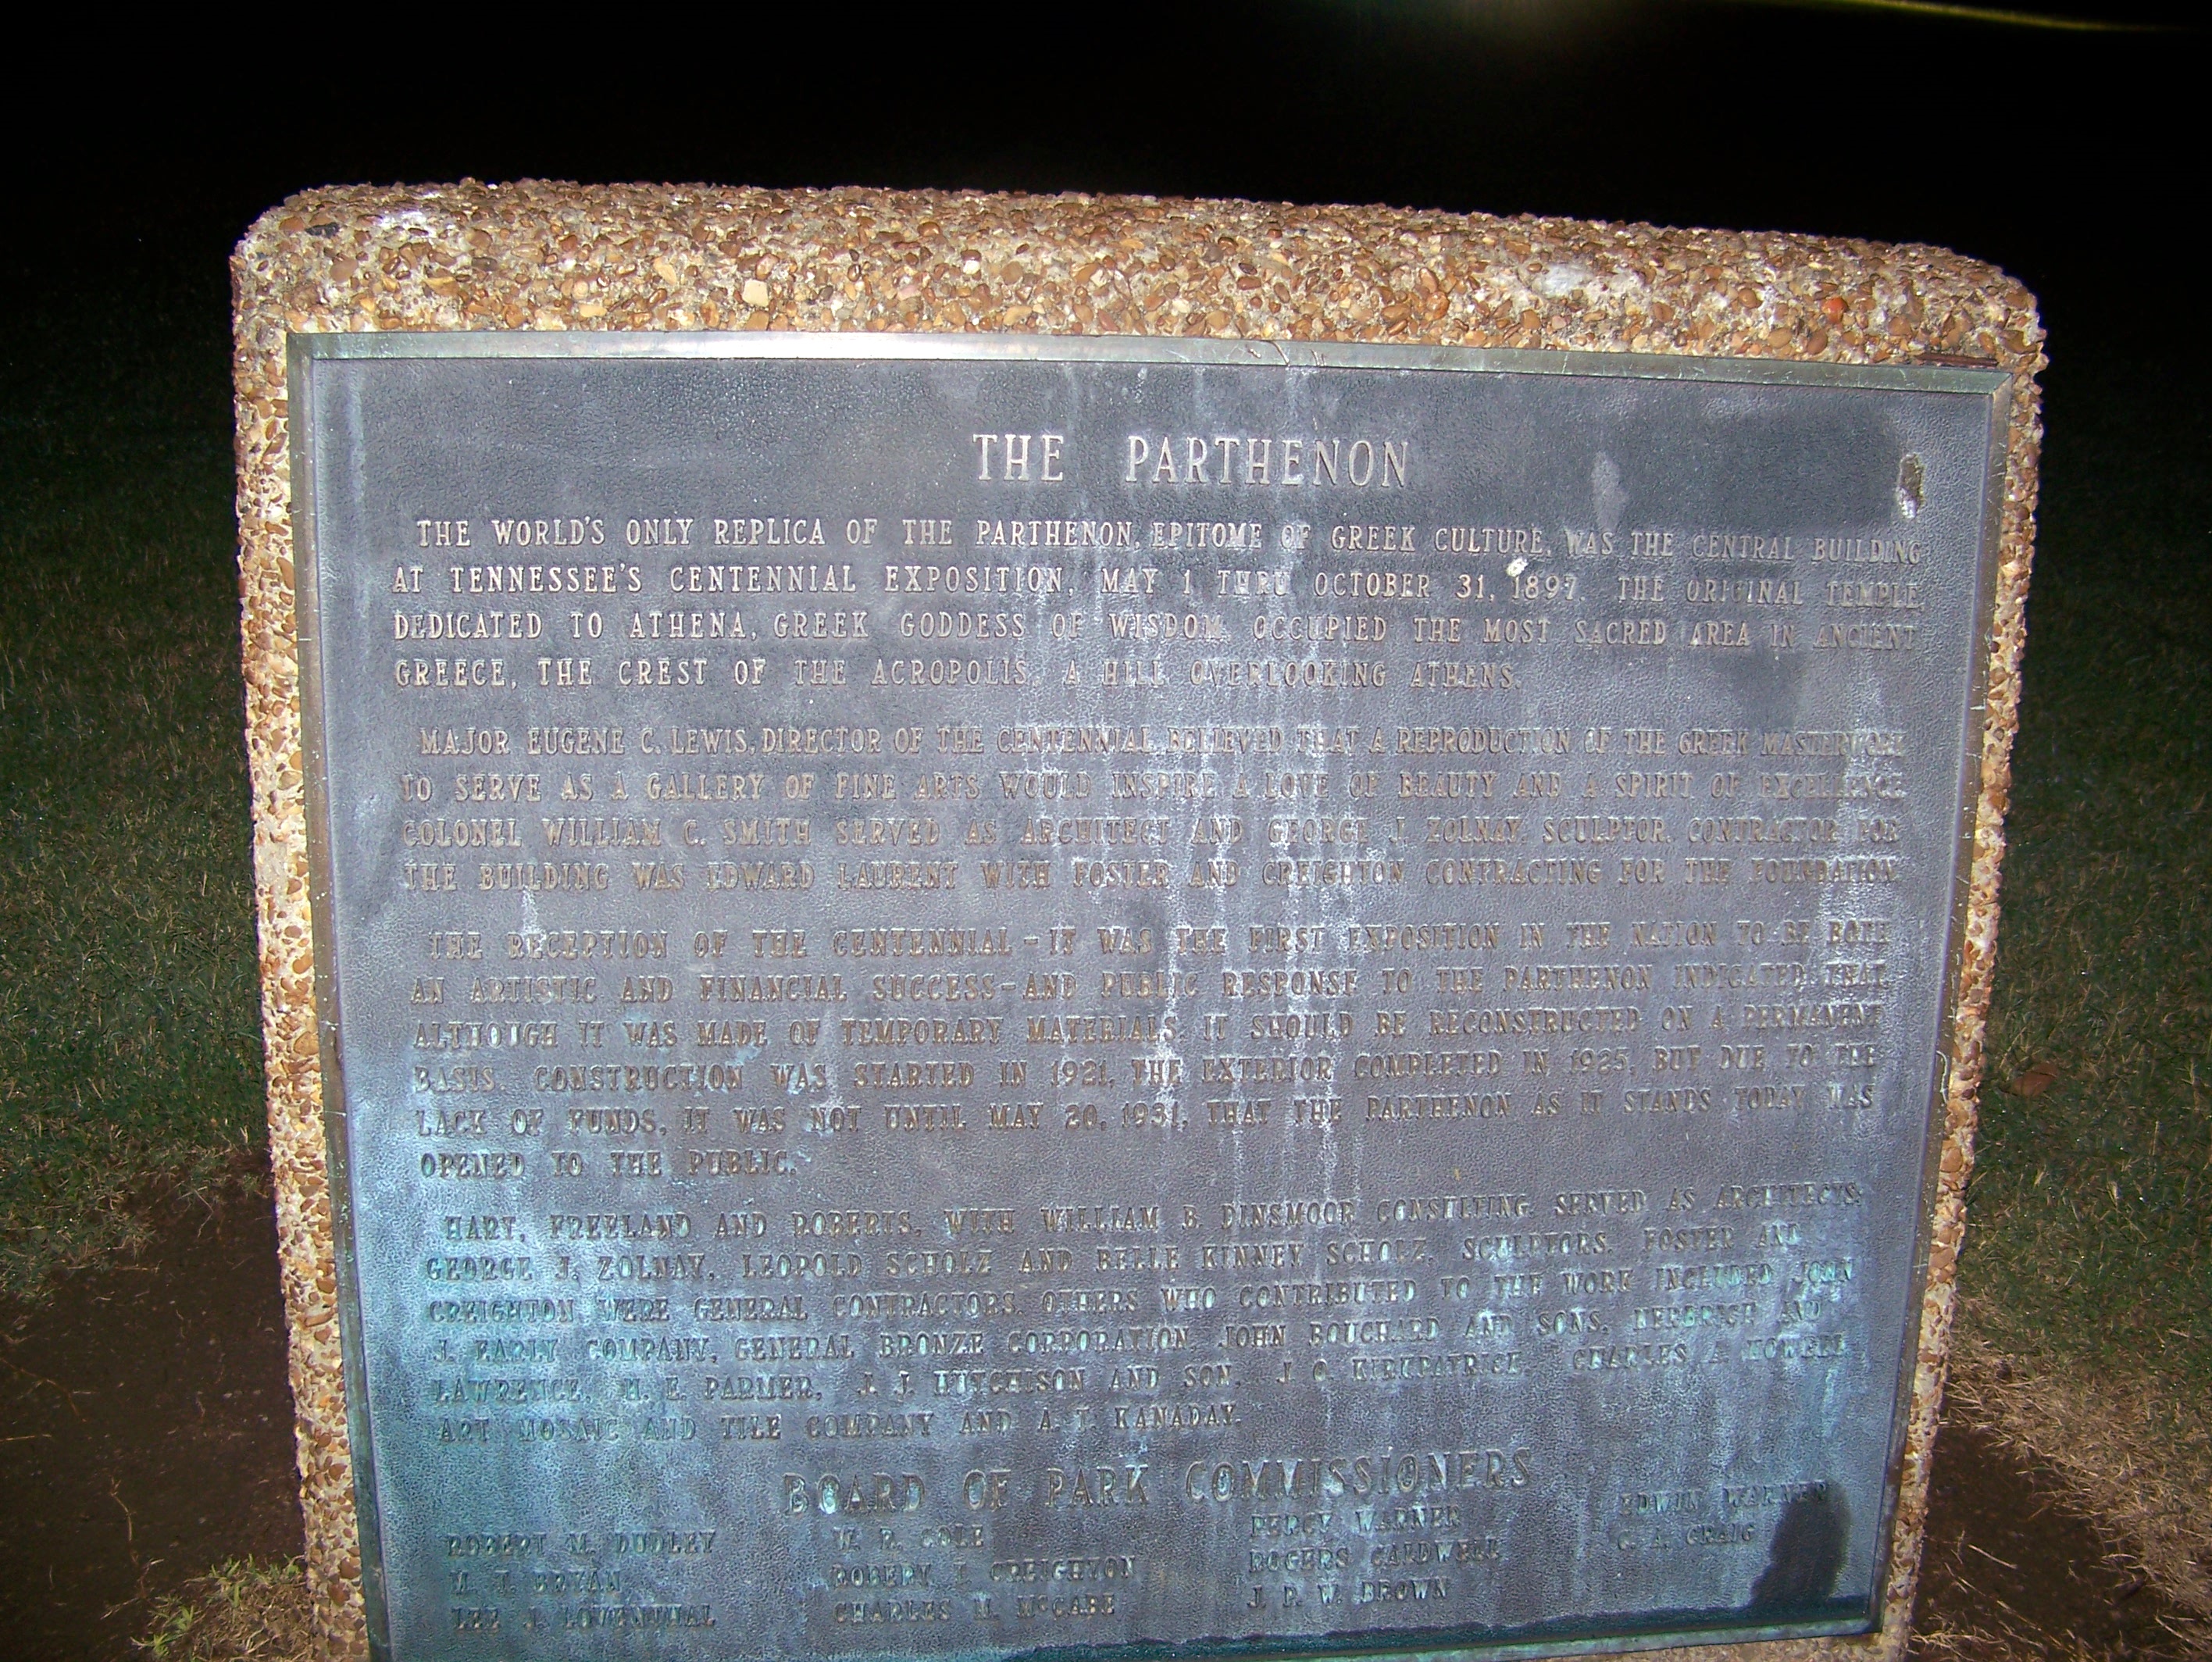 THE PARTHENON
THE WORLD'S ONLY REPLICA OF THE PARTHENON, EPITOME OF GREEK CULTURE, WAS THE CENTRAL BUILDING
AT TENNESSEE'S CENTENNIAL EXPOSITION, MAY 1 THRU OCTOBER 31, 1897. THE ORIGINAL TEMPLE,
DEDICATED TO ATHENA, GREEK GODDESS OF WISDOM, OCCUPIED THE MOST SACRED AREA IN ANCIENT
GREECE, THE CREST OF THE ACROPOLIS, A HILL OVERLOOKING ATHENS.
MAJOR EUGENE C. LEWIS, DIRECTOR OF THE CENTENNIAL, BELIEVED THAT A REPRODUCTION OF THE GREEK MASTERWORK
TO SERVE AS A GALLERY OF FINE ARTS WOULD INSPIRE A LOVE OF BEAUTY AND A SPIRIT OF EXCELLENCE.
COLONEL WILLIAM C. SMITH SERVED AS ARCHITECT AND GEORGE J. ZOLNAY, SCULPTOR. CONTRACTOR FOR
THE BUILDING WAS EDWARD LAURENT WITH FOSTER AND CREIGHTON CONTRACTING FOR THE FOUNDATION.
THE RECEPTION OF THE CENTENNIAL - IT WAS THE FIRST EXPOSITION IN THE NATION TO BE BOTH
AN ARTISTIC AND FINANCIAL SUCCESS - AND PUBLIC RESPONSE TO THE PARTHENON INDICATED THAT
ALTHOUGH IT WAS MADE OF TEMPORARY MATERIALS, IT SHOULD BE RECONSTRUCTED ON A PERMANENT
BASIS. CONSTRUCTION WAS STARTED IN 1921, THE EXTERIOR COMPLETED IN 1925, BUT DUE TO THE
LACK OF FUNDS, IT WAS NOT UNTIL MAY 20, 1931, THAT THE PARTHENON AS IT STANDS TODAY WAS
OPENED TO THE PUBLIC.
HART, FREELAND AND ROBERTS, WITH WILLIAM B. DINSMOOR CONSULTING, SERVED AS ARCHITECTS;
GEORGE J. ZOLNAY, LEOPOLD SCHOLZ AND BELLE KINNEY SCHOLZ, SCULPTORS. FOSTER AND
CREIGHTON WERE GENERAL CONTRACTORS. OTHERS WHO CONTRIBUTED TO THE WORK INCLUDED JOHN
J. EARLY COMPANY, GENERAL BRONZE CORPORATION, JOHN BOUCHARD AND SONS, HERBRICH AND
LAWRENCE, H. E. PARMER, J. J. HUTCHISON AND SON, J. C. KIRKPATRICK, CHARLES A. HOWELL
ART MOSAIC AND TILE COMPANY AND A. T. KANADAY.
BOARD OF PARK COMMISSIONERS
ROBERT M. DUDLEY W. R. COLE PERCY WARNER EDWIN WARNER
M. T. BRYAN ROBERT T. CREIGHTON ROGERS CALDWELL C. A. CRAIG
LEE J. LOVENTHAL CHARLES M. McCABE J. P. W. BROWN